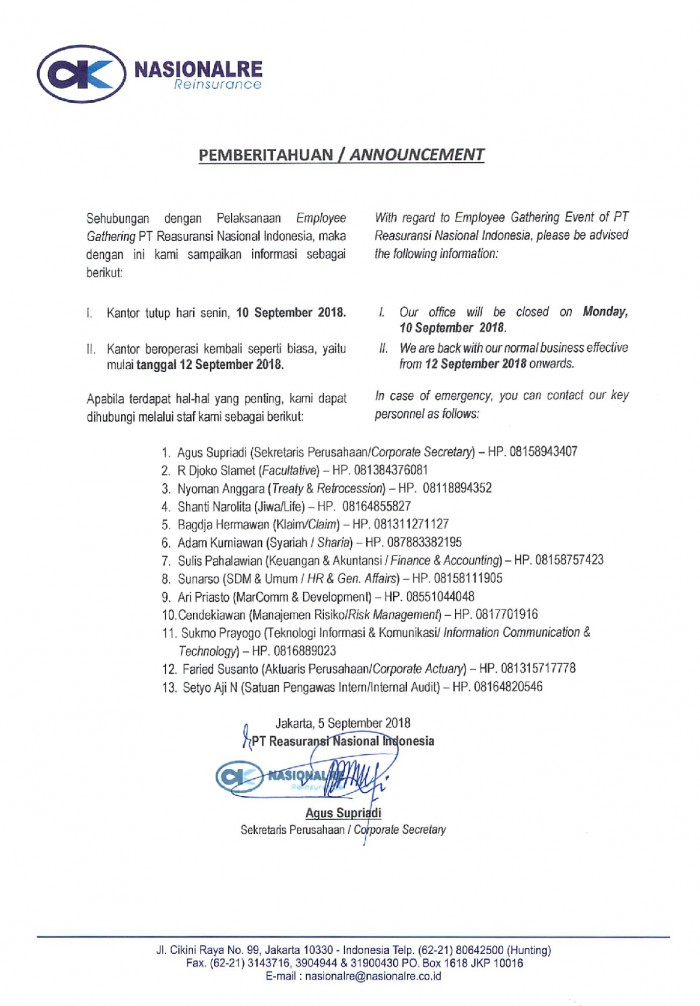 NASIONALRE
Reinsurance
PEMBERITAHUAN / ANNOUNCEMENT
Sehubungan dengan Pelaksanaan Employee
Gathering PT Reasuransi Nasional Indonesia, maka
dengan ini kami sampaikan informasi sebagai
berikut:
I. Kantor tutup hari senin, 10 September 2018.
II. Kantor beroperasi kembali seperti biasa, yaitu
mulai tanggal 12 September 2018.
Apabila terdapat hal-hal yang penting, kami dapat
dihubungi melalui staf kami sebagai berikut:
With regard to Employee Gathering Event of PT
Reasuransi Nasional Indonesia, please be advised
the following information:
I. Our office will be closed on Monday,
10 September 2018.
II. We are back with our normal business effective
from 12 September 2018 onwards.
In case of emergency, you can contact our key
personnel as follows:
1. Agus Supriadi (Sekretaris Perusahaan/Corporate Secretary) – HP. 08158943407
2. R Djoko Slamet (Facultative) – HP. 081384376081
3. Nyoman Anggara (Treaty & Retrocession) – HP. 08118894352
4. Shanti Narolita (Jiwa/Life) – HP. 08164855827
5. Bagdja Hermawan (Klaim/Claim) – HP. 081311271127
6. Adam Kurniawan (Syariah / Sharia) – HP. 087883382195
7. Sulis Pahalawian (Keuangan & Akuntansi / Finance & Accounting) – HP. 08158757423
8. Sunarso (SDM & Umum / HR & Gen. Affairs) – HP. 08158111905
9. Ari Priasto (MarComm & Development) – HP. 08551044048
10.Cendekiawan (Manajemen Risiko/Risk Management) – HP. 0817701916
11. Sukmo Prayogo (Teknologi Informasi & Komunikasi/ Information Communication &
Technology) – HP. 0816889023
12. Faried Susanto (Aktuaris Perusahaan/Corporate Actuary) – HP. 081315717778
13. Setyo Aji N (Satuan Pengawas Intern/Internal Audit) – HP. 08164820546
Jakarta, 5 September 2018
PT Reasuransi Nasional Indonesia
NASIONALRE
Reinsurance
Agus Supriadi
Sekretaris Perusahaan / Corporate Secretary
Jl. Cikini Raya No. 99, Jakarta 10330 - Indonesia Telp. (62-21) 80642500 (Hunting)
Fax. (62-21) 3143716, 3904944 & 31900430 PO. Box 1618 JKP 10016
E-mail : nasionalre@nasionalre.co.id